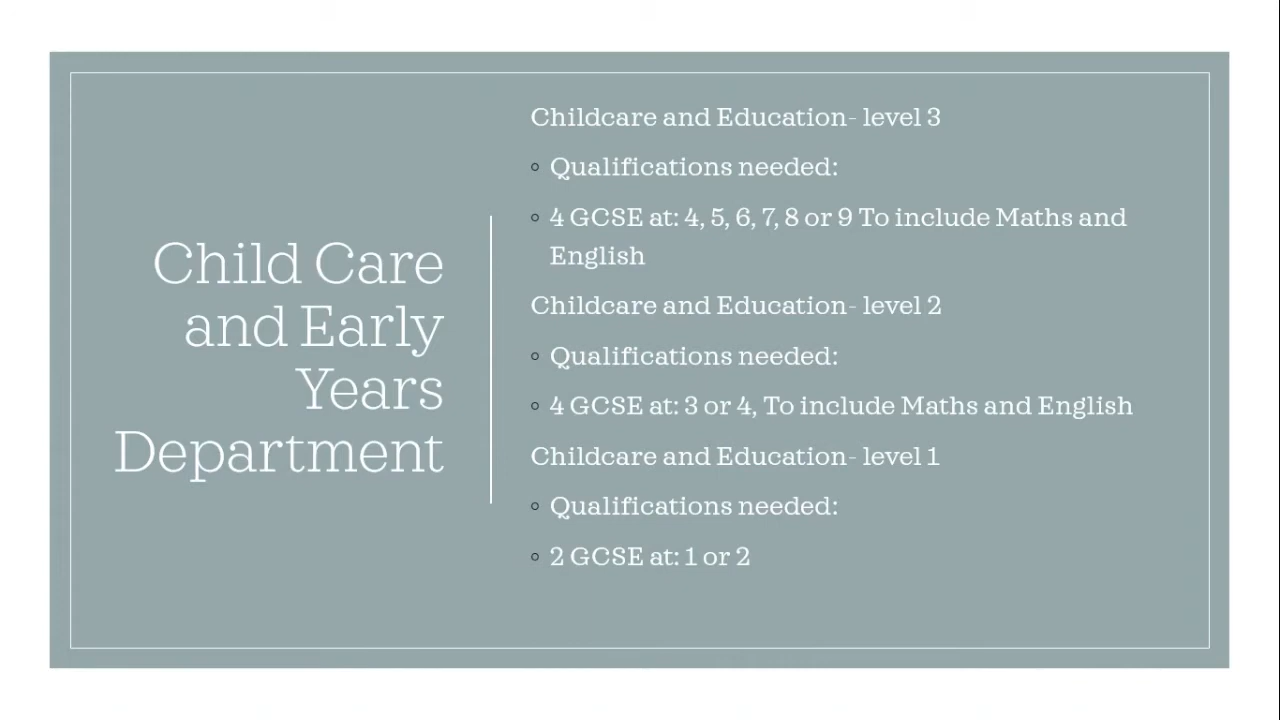 Child Care
and Early
Years
Department
Childcare and Education- level 3
◦ Qualifications needed:
◦ 4 GCSE at: 4, 5, 6, 7, 8 or 9 To include Maths and
English
Childcare and Education- level 2
◦ Qualifications needed:
◦ 4 GCSE at: 3 or 4, To include Maths and English
Childcare and Education- level 1
◦ Qualifications needed:
◦ 2 GCSE at: 1 or 2